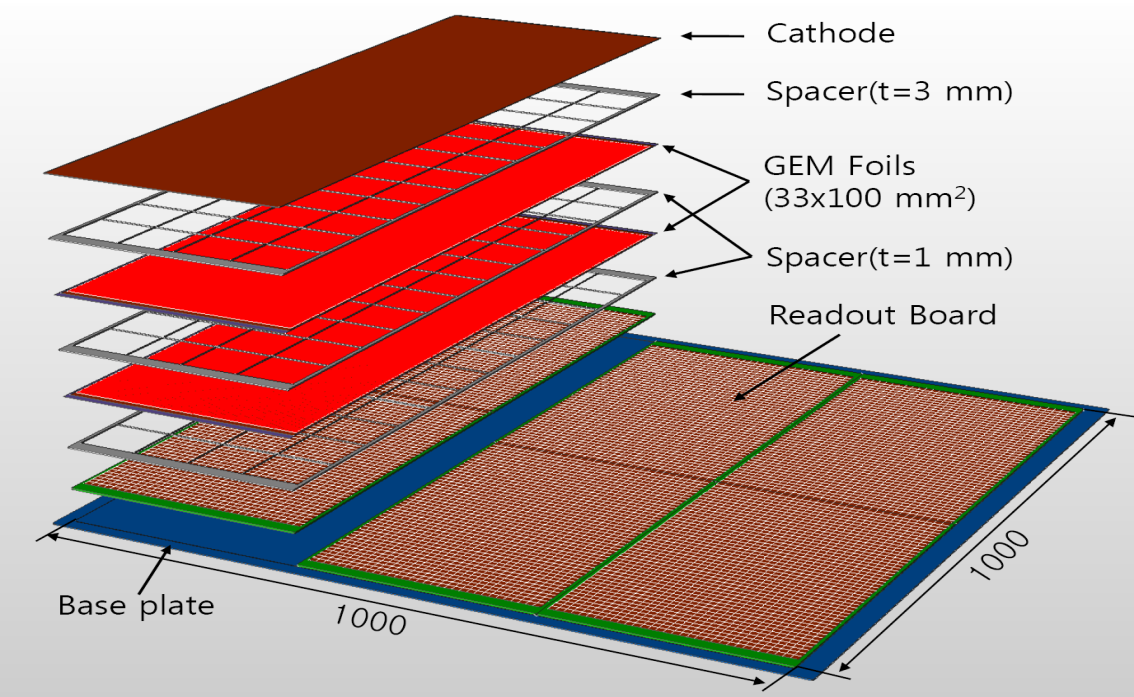 Cathode
Spacer(t=3 mm)
GEM Foils
(33x100 mm²)
Spacer(t=1 mm)
Readout Board
1000
Base plate
1000